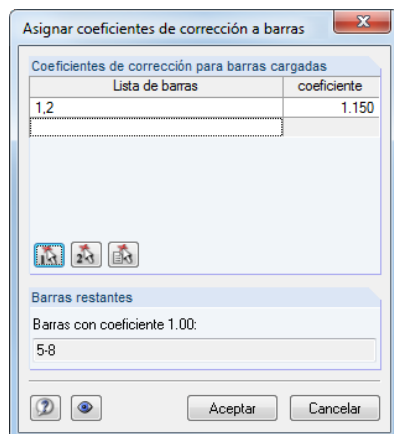 Asignar coeficientes de corrección a barras
Coeficientes de corrección para barras cargadas
Lista de barras coeficiente
1,2 1.150
Barras restantes
Barras con coeficiente 1.00:
5-8
Aceptar Cancelar